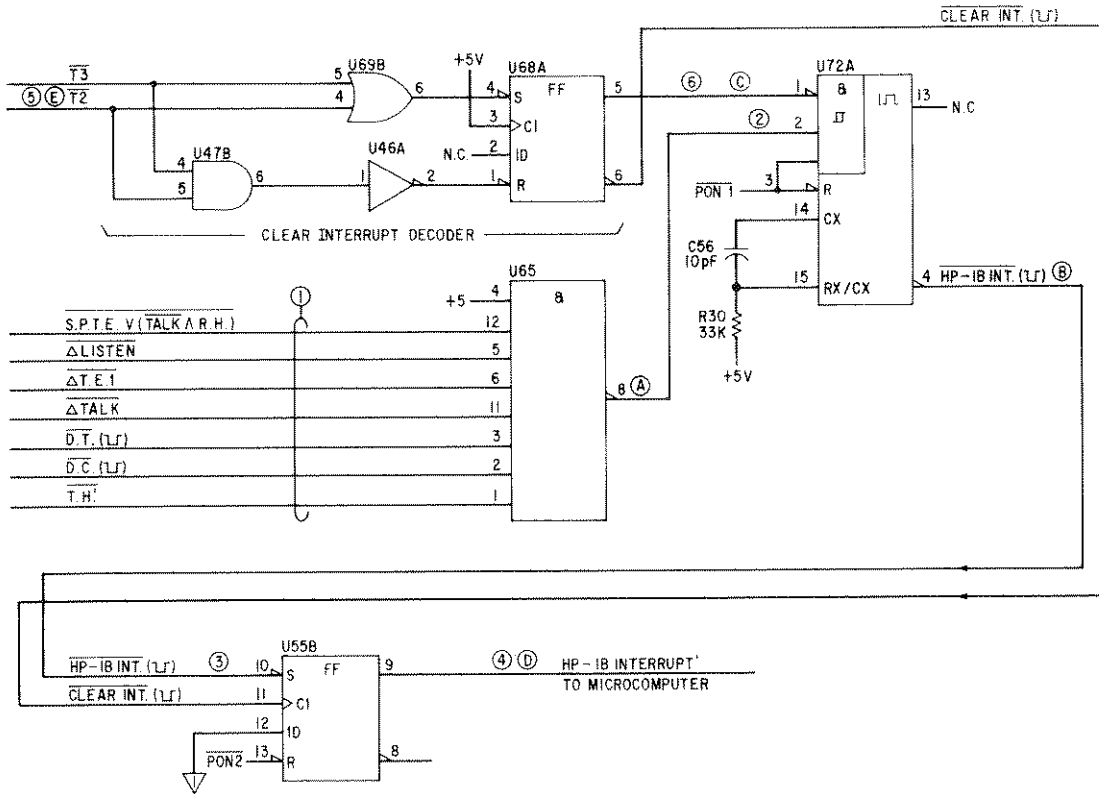 CLEAR INT. (⊔)
T3
5 E T2
5
4
U69B
6
+5V
U68A
4 S FF 5
3 C1
N.C. 2 1D
1 R 6
U47B
4
5
6
U46A
1 2
CLEAR INTERRUPT DECODER
6 C
2
U72A
1 &
2
13 N.C
PON 1 3 R
14 CX
C56
10pF
15 RX/CX
R30
33K
+5V
4 HP-IB INT. (⊔) B
1
U65
+5 4 &
S.P.T.E. V (TALK Λ R.H.) 12
ΔLISTEN 5
ΔT.E.1 6
ΔTALK 11
D.T. (⊔) 3
D.C. (⊔) 2
T.H.' 1
8 A
U55B
HP-IB INT. (⊔) 3 10 S FF 9
CLEAR INT. (⊔) 11 C1
12 1D
PON2 13 R 8
4 D HP-IB INTERRUPT'
TO MICROCOMPUTER